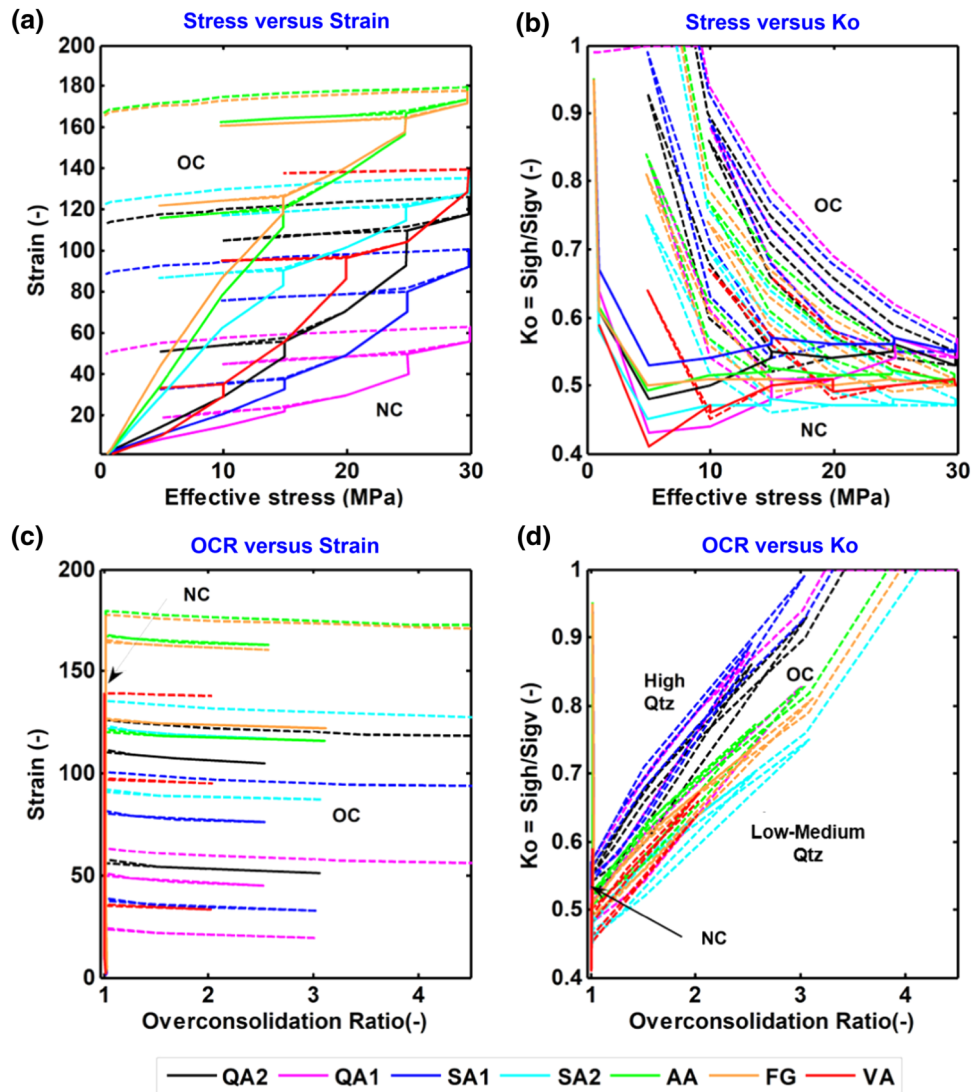 (a) Stress versus Strain
200
180
160
140
120
100
80
60
40
20
Strain (-)
OC
NC
0 10 20 30
Effective stress (MPa)
(b) Stress versus Ko
1
0.9
0.8
0.7
0.6
0.5
0.4
Ko = Sigh/Sigv (-)
OC
NC
0 10 20 30
Effective stress (MPa)
(c) OCR versus Strain
200
150
100
50
0
Strain (-)
NC
OC
1 2 3 4
Overconsolidation Ratio(-)
(d) OCR versus Ko
1
0.9
0.8
0.7
0.6
0.5
0.4
Ko = Sigh/Sigv (-)
High
Qtz
OC
Low-Medium
Qtz
NC
1 2 3 4
Overconsolidation Ratio(-)
QA2 QA1 SA1 SA2 AA FG VA